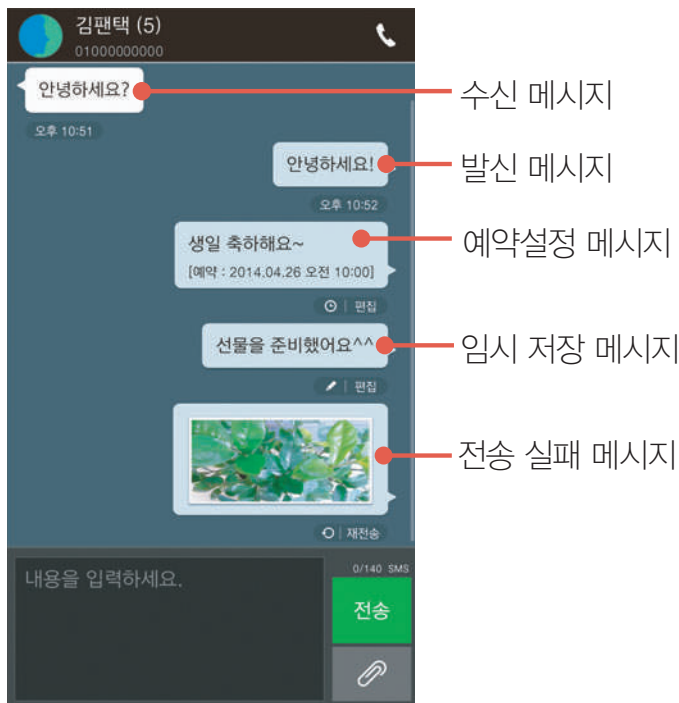 김팬택 (5)
01000000000
안녕하세요?
수신 메시지
오후 10:51
안녕하세요!
발신 메시지
오후 10:52
생일 축하해요~
예약설정 메시지
[예약 : 2014.04.26 오전 10:00]
편집
선물을 준비했어요^^
임시 저장 메시지
편집
전송 실패 메시지
재전송
내용을 입력하세요.
0/140 SMS
전송